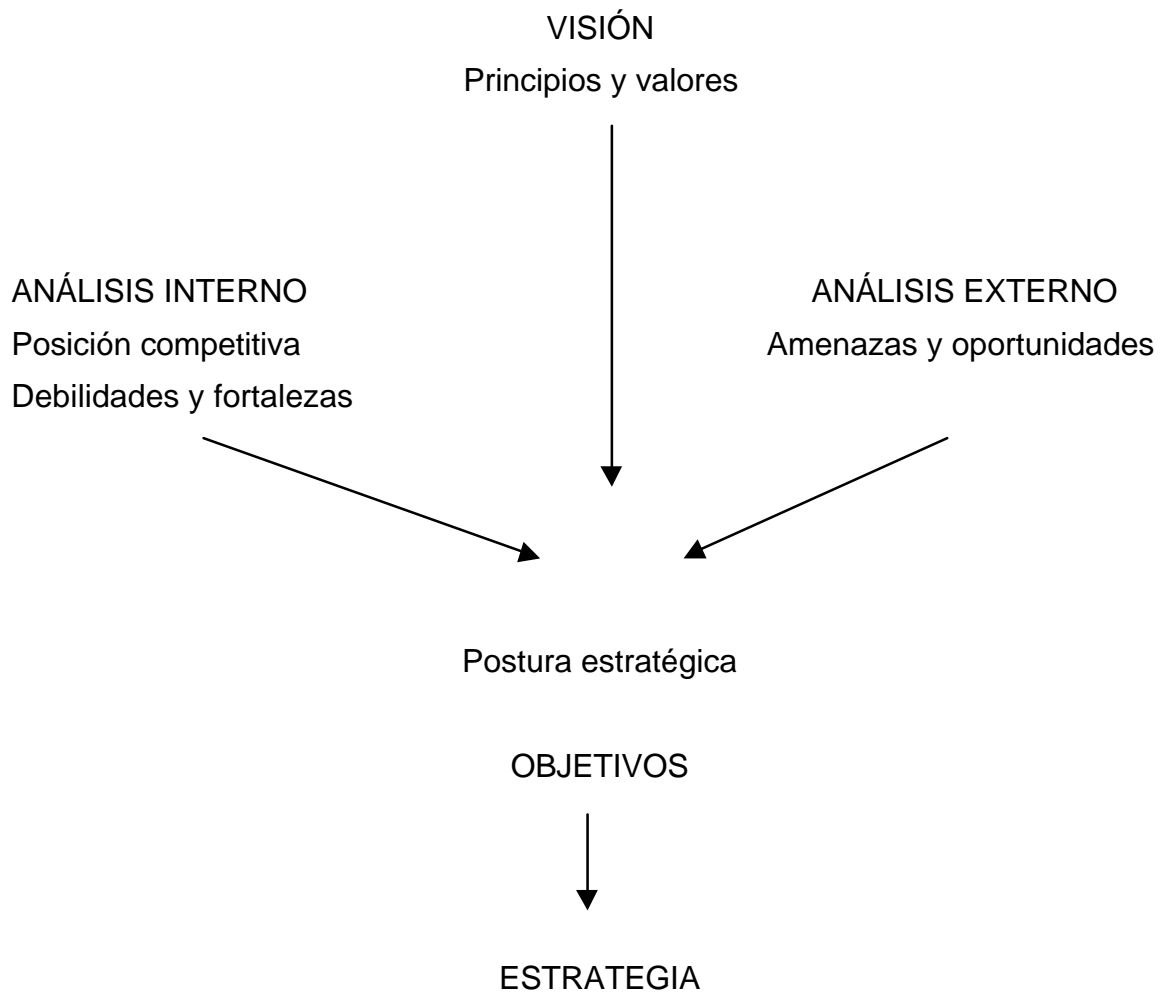 VISIÓN
Principios y valores
ANÁLISIS INTERNO
Posición competitiva
Debilidades y fortalezas
ANÁLISIS EXTERNO
Amenazas y oportunidades
Postura estratégica
OBJETIVOS
ESTRATEGIA